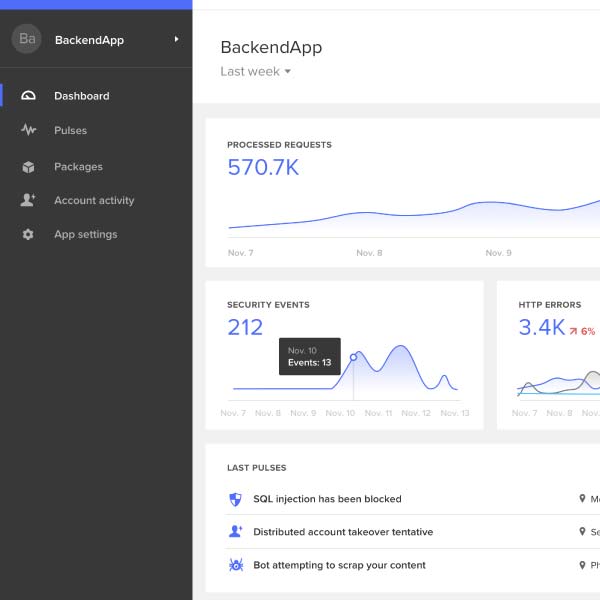 Ba BackendApp
Dashboard
Pulses
Packages
Account activity
App settings
BackendApp
Last week
PROCESSED REQUESTS
570.7K
Nov. 7 Nov. 8 Nov. 9
SECURITY EVENTS
212
Nov. 10
Events: 13
Nov. 7 Nov. 8 Nov. 9 Nov. 10 Nov. 11 Nov. 12 Nov. 13
HTTP ERRORS
3.4K 6%
Nov. 7 Nov. 8 Nov.
LAST PULSES
SQL injection has been blocked
Distributed account takeover tentative
Bot attempting to scrap your content